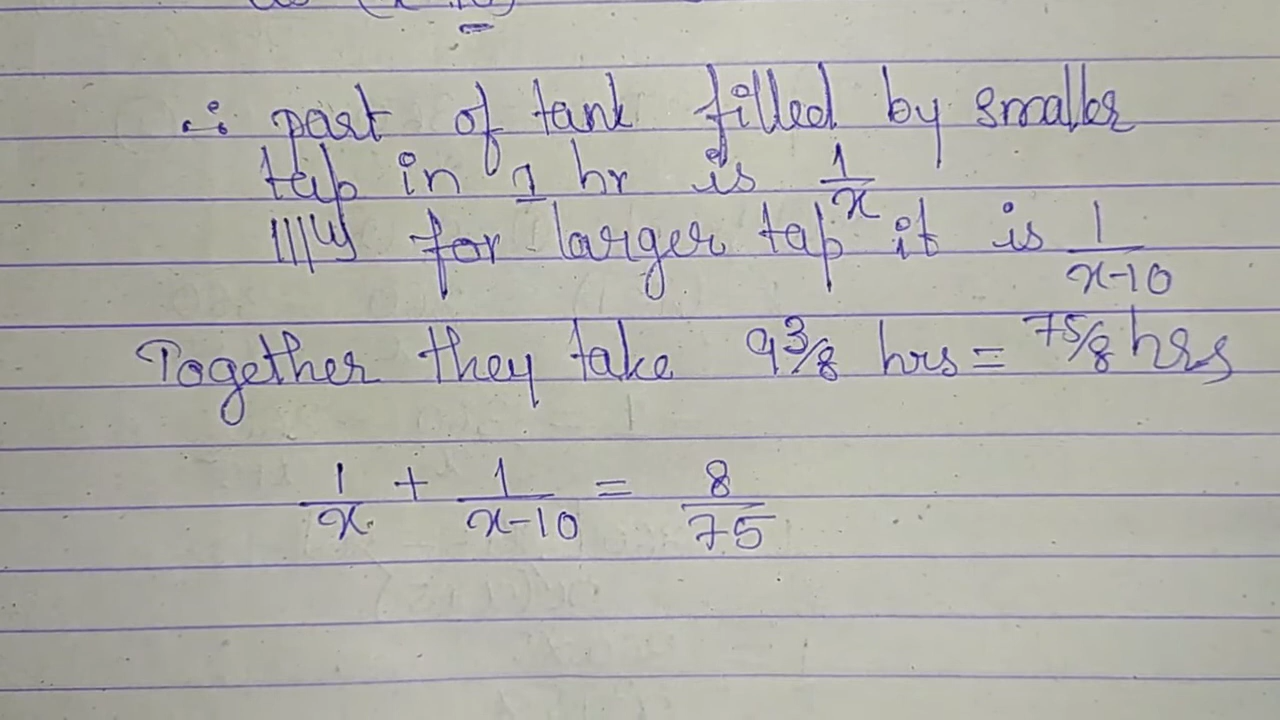 ∴ part of tank filled by smaller
tap in 1 hr is 1/x
lllly for larger tap it is 1/(x-10)
Together they take 9 3/8 hrs = 75/8 hrs
1/x + 1/(x-10) = 8/75